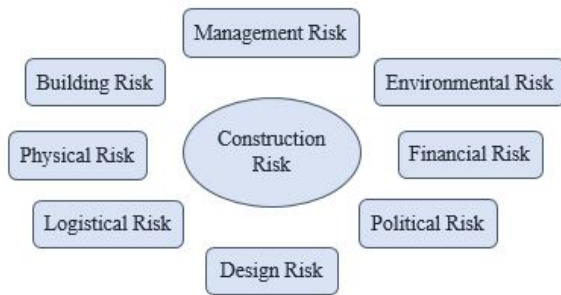 Management Risk
Building Risk
Environmental Risk
Construction
Risk
Physical Risk
Financial Risk
Logistical Risk
Political Risk
Design Risk